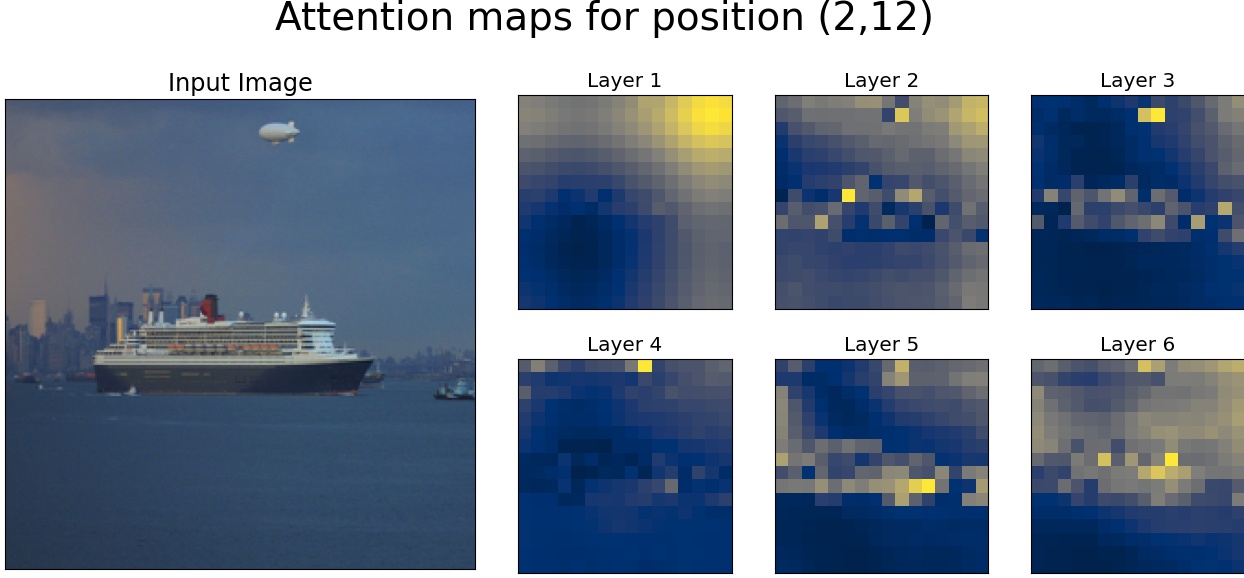 Attention maps for position (2,12)
Input Image
Layer 1
Layer 2
Layer 3
Layer 4
Layer 5
Layer 6